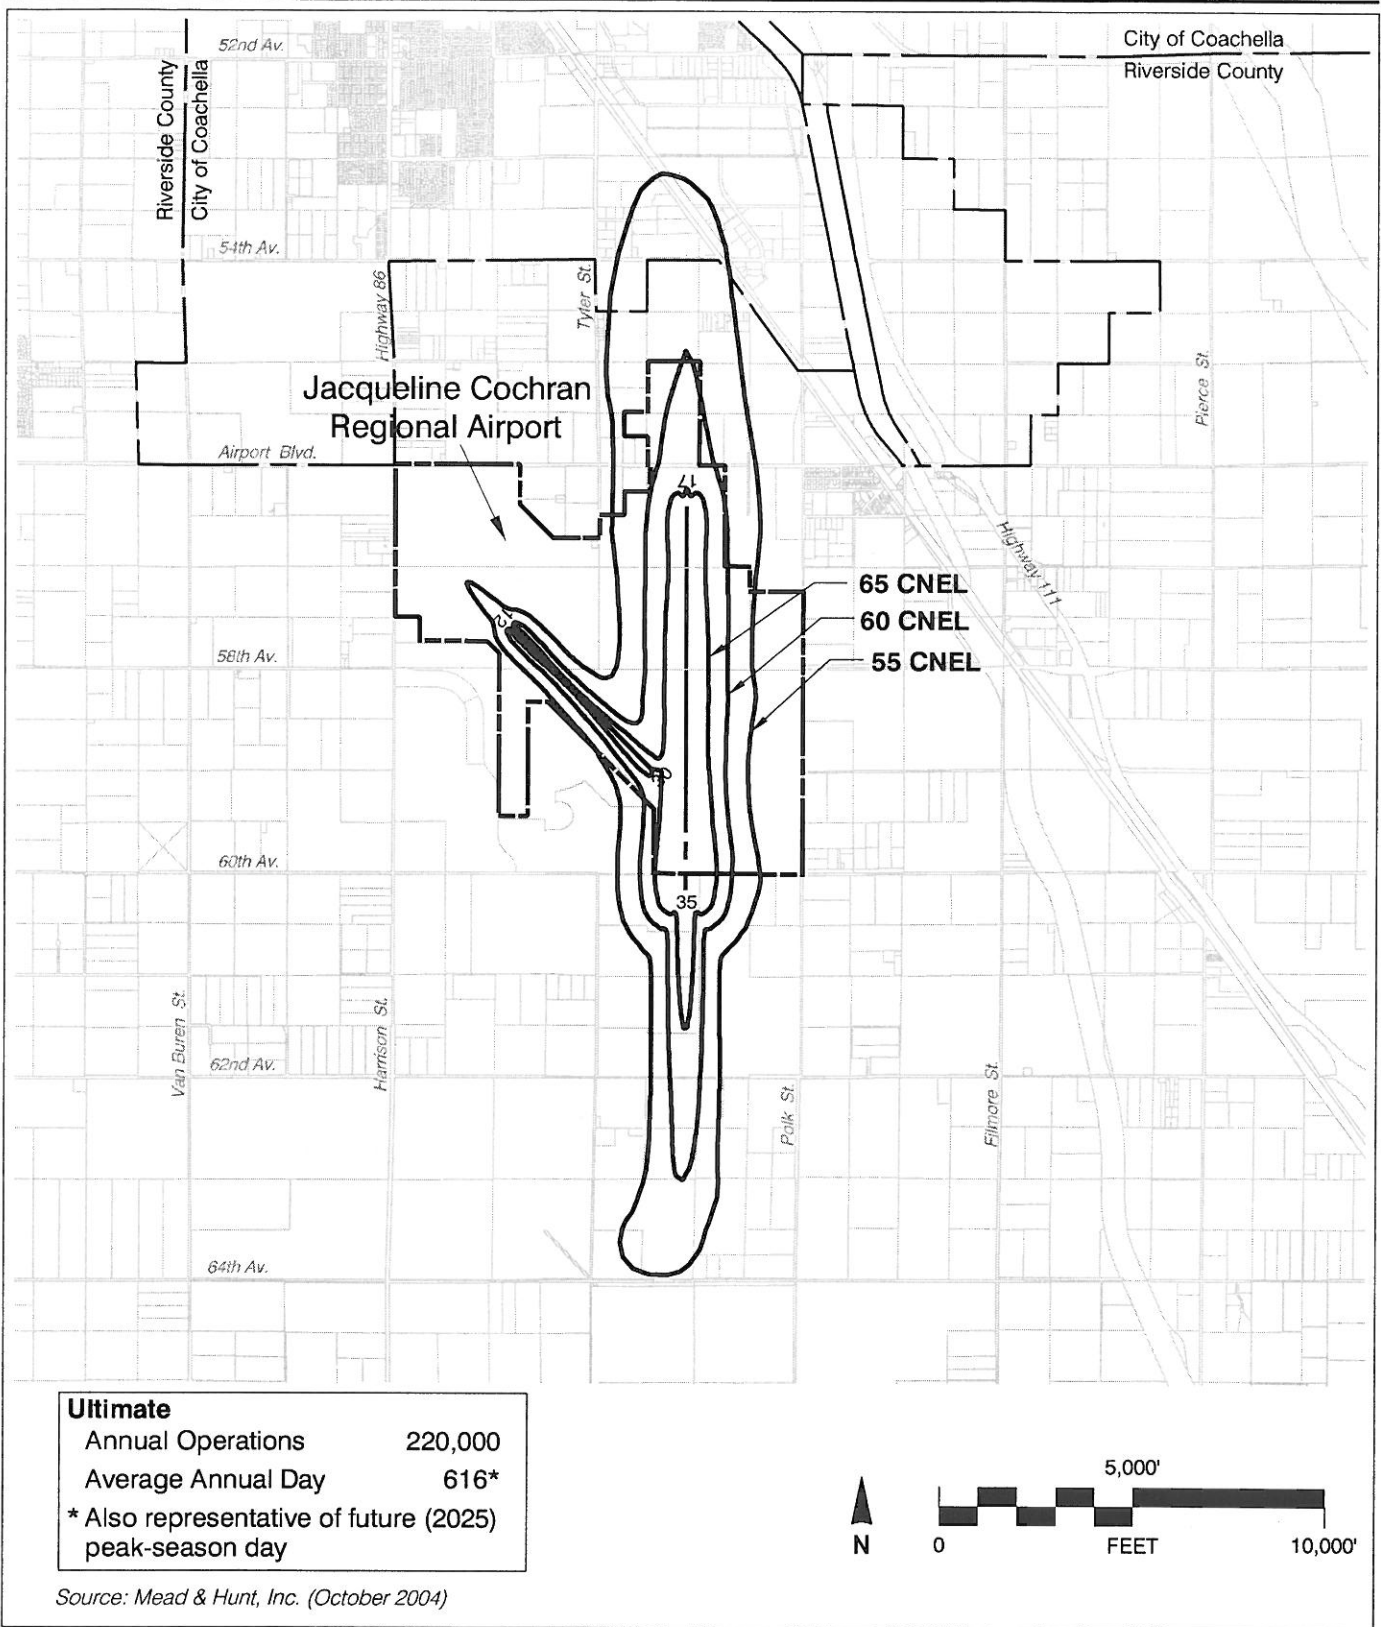 City of Coachella
Riverside County
52nd Av.
Riverside County
City of Coachella
54th Av.
Highway 86
Tyler St.
Pierce St.
Jacqueline Cochran
Regional Airport
Airport Blvd.
17
Highway 111
65 CNEL
60 CNEL
55 CNEL
12
58th Av.
30
60th Av.
35
Van Buren St.
Harrison St.
62nd Av.
Polk St.
Filmore St.
64th Av.
Ultimate
Annual Operations 220,000
Average Annual Day 616*
* Also representative of future (2025)
peak-season day
5,000'
N
0 FEET 10,000'
Source: Mead & Hunt, Inc. (October 2004)